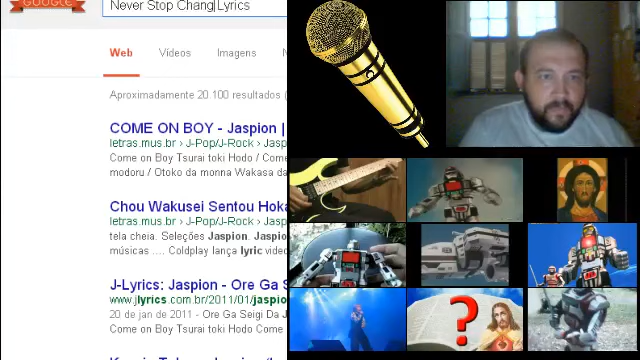 GOOGLE
Never Stop Chang Lyrics
Web Vídeos Imagens N
Aproximadamente 20.100 resultados (
COME ON BOY - Jaspion |
letras.mus.br › J-Pop/J-Rock › Jasp
Come on Boy Tsurai toki Hodo / Come
modoru / Otoko da monna Wakasa da
Chou Wakusei Sentou Hoka
letras.mus.br › J-Pop/J-Rock › Jasp
tela cheia. Seleções Jaspion. Jaspio
músicas .... Coldplay lança lyric video
J-Lyrics: Jaspion - Ore Ga S
www.jlyrics.com.br/2011/01/jaspio
20 de jan de 2011 - Ore Ga Seigi Da J
Come on Boy Tsurai toki Hodo Come
?